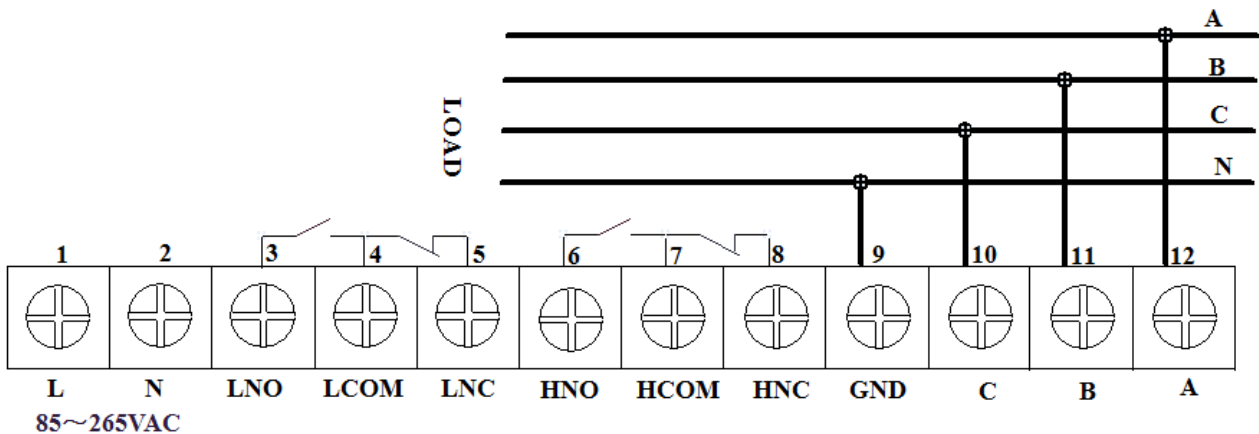 A
B
C
N
LOAD
1 2 3 4 5 6 7 8 9 10 11 12
L N LNO LCOM LNC HNO HCOM HNC GND C B A
85～265VAC